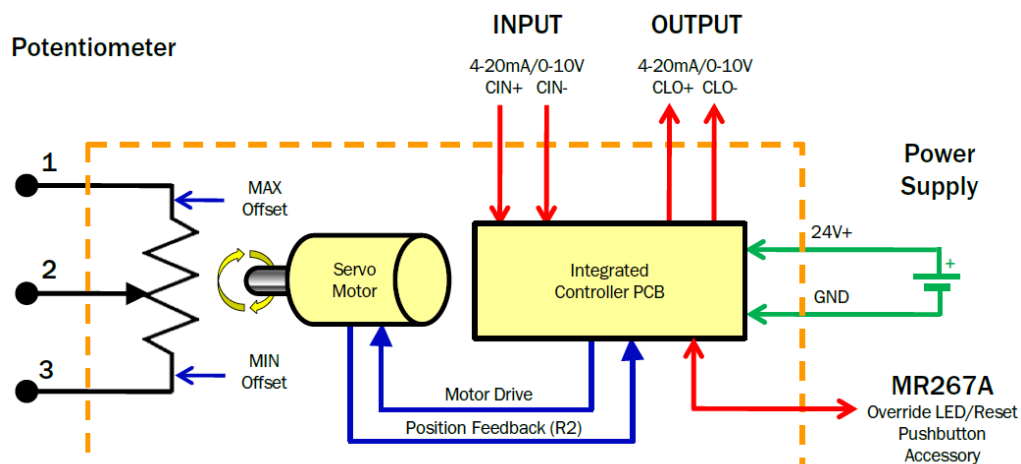 INPUT
OUTPUT
Potentiometer
4-20mA/0-10V
4-20mA/0-10V
CIN+ CIN-
CLO+ CLO-
1
MAX
Offset
Power
Supply
2
Servo
Motor
Integrated
Controller PCB
24V+
+
GND
3
MIN
Offset
Motor Drive
Position Feedback (R2)
MR267A
Override LED/Reset
Pushbutton
Accessory